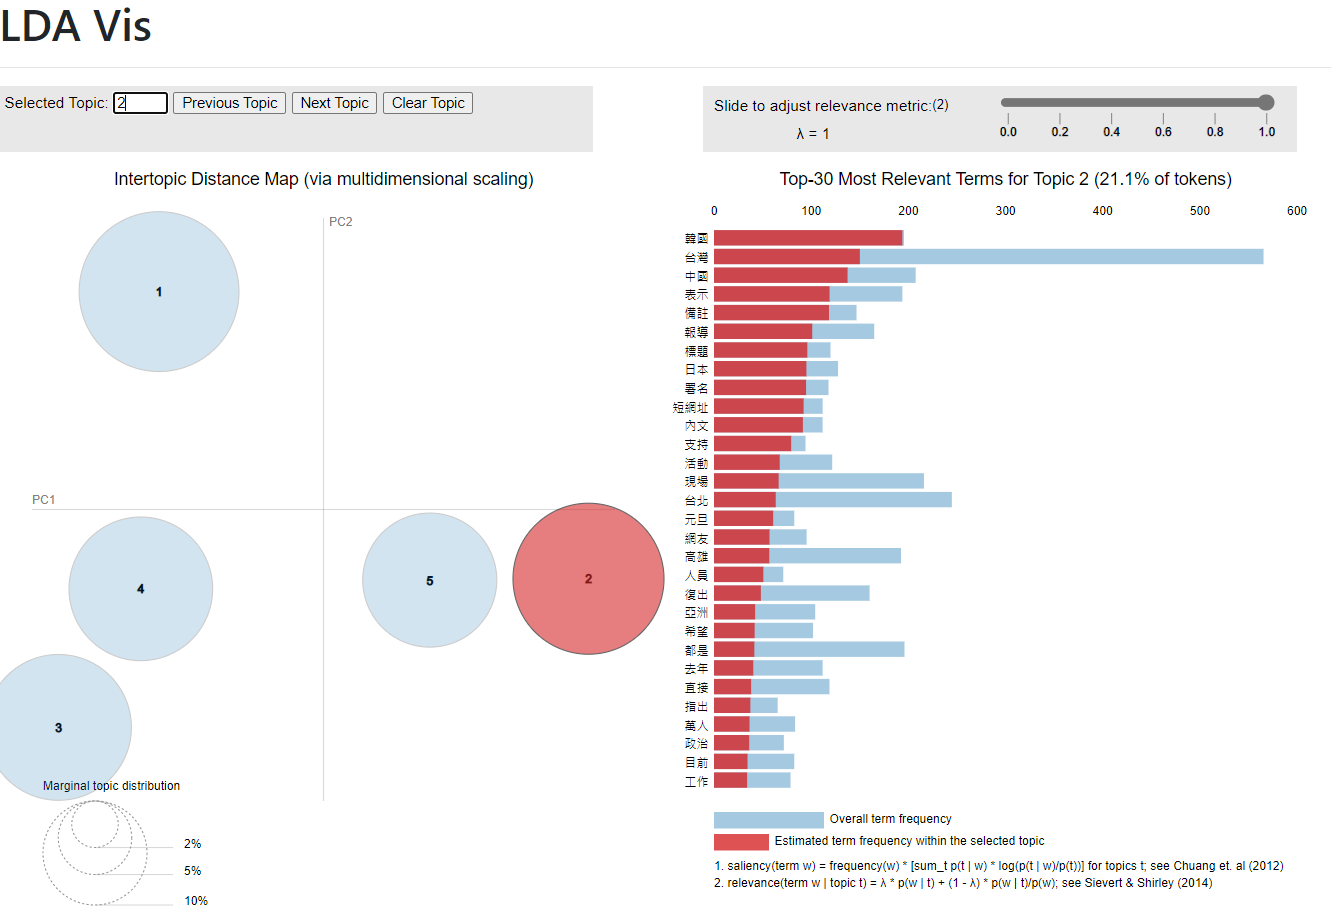 LDA Vis
Selected Topic: 2 Previous Topic Next Topic Clear Topic
Slide to adjust relevance metric:(2)
λ = 1
0.0 0.2 0.4 0.6 0.8 1.0
Intertopic Distance Map (via multidimensional scaling)
PC2
PC1
1
4
5
2
3
Marginal topic distribution
2%
5%
10%
Top-30 Most Relevant Terms for Topic 2 (21.1% of tokens)
0 100 200 300 400 500 600
韓國
台灣
中國
表示
備註
報導
標題
日本
署名
短網址
內文
支持
活動
現場
台北
元旦
網友
高雄
人員
復出
亞洲
希望
都是
去年
直接
指出
萬人
政治
目前
工作
Overall term frequency
Estimated term frequency within the selected topic
1. saliency(term w) = frequency(w) * [sum_t p(t | w) * log(p(t | w)/p(t))] for topics t; see Chuang et. al (2012)
2. relevance(term w | topic t) = λ * p(w | t) + (1 - λ) * p(w | t)/p(w); see Sievert & Shirley (2014)